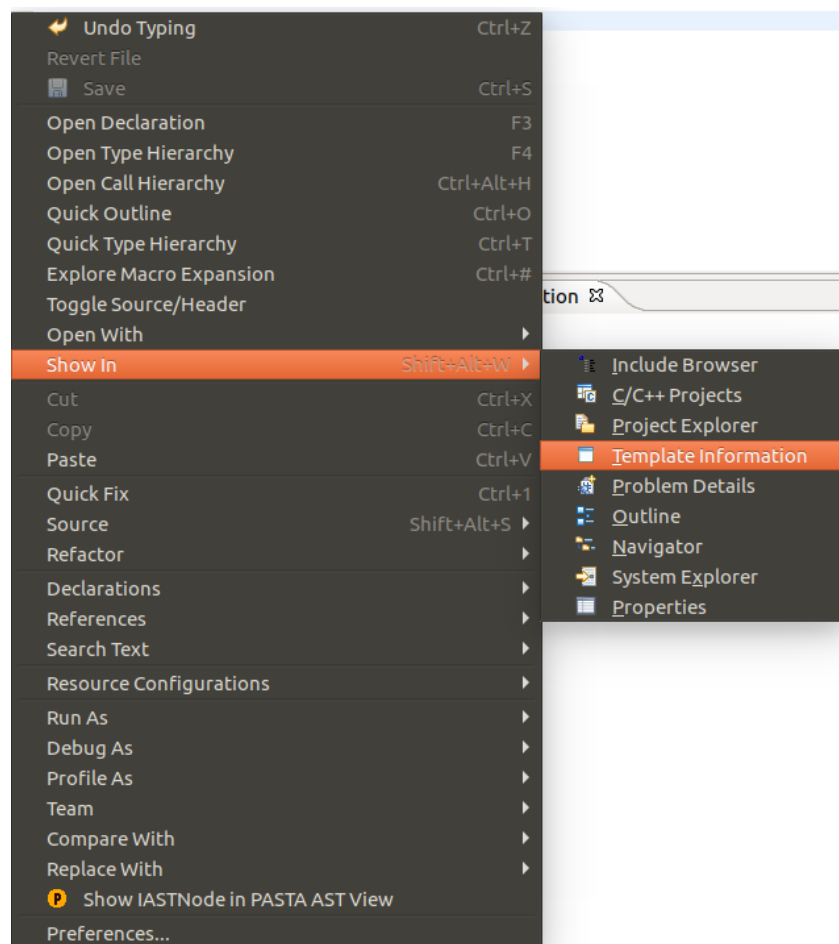 Undo Typing Ctrl+Z
Revert File
Save Ctrl+S
Open Declaration F3
Open Type Hierarchy F4
Open Call Hierarchy Ctrl+Alt+H
Quick Outline Ctrl+O
Quick Type Hierarchy Ctrl+T
Explore Macro Expansion Ctrl+#
Toggle Source/Header
Open With
Show In Shift+Alt+W
Cut Ctrl+X
Copy Ctrl+C
Paste Ctrl+V
Quick Fix Ctrl+1
Source Shift+Alt+S
Refactor
Declarations
References
Search Text
Resource Configurations
Run As
Debug As
Profile As
Team
Compare With
Replace With
P Show IASTNode in PASTA AST View
Preferences...
tion
Include Browser
C/C++ Projects
Project Explorer
Template Information
Problem Details
Outline
Navigator
System Explorer
Properties